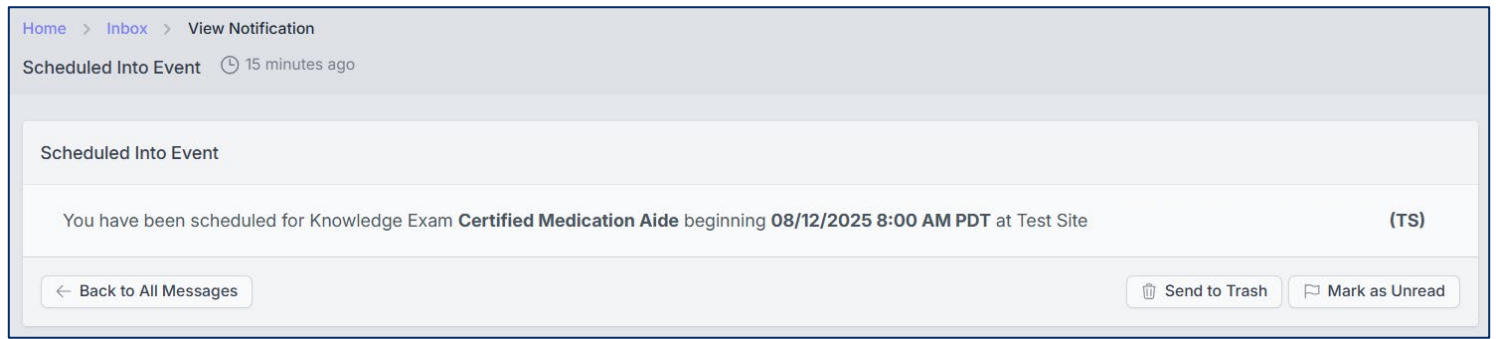 Home > Inbox > View Notification
Scheduled Into Event 15 minutes ago
Scheduled Into Event
You have been scheduled for Knowledge Exam Certified Medication Aide beginning 08/12/2025 8:00 AM PDT at Test Site (TS)
← Back to All Messages Send to Trash Mark as Unread